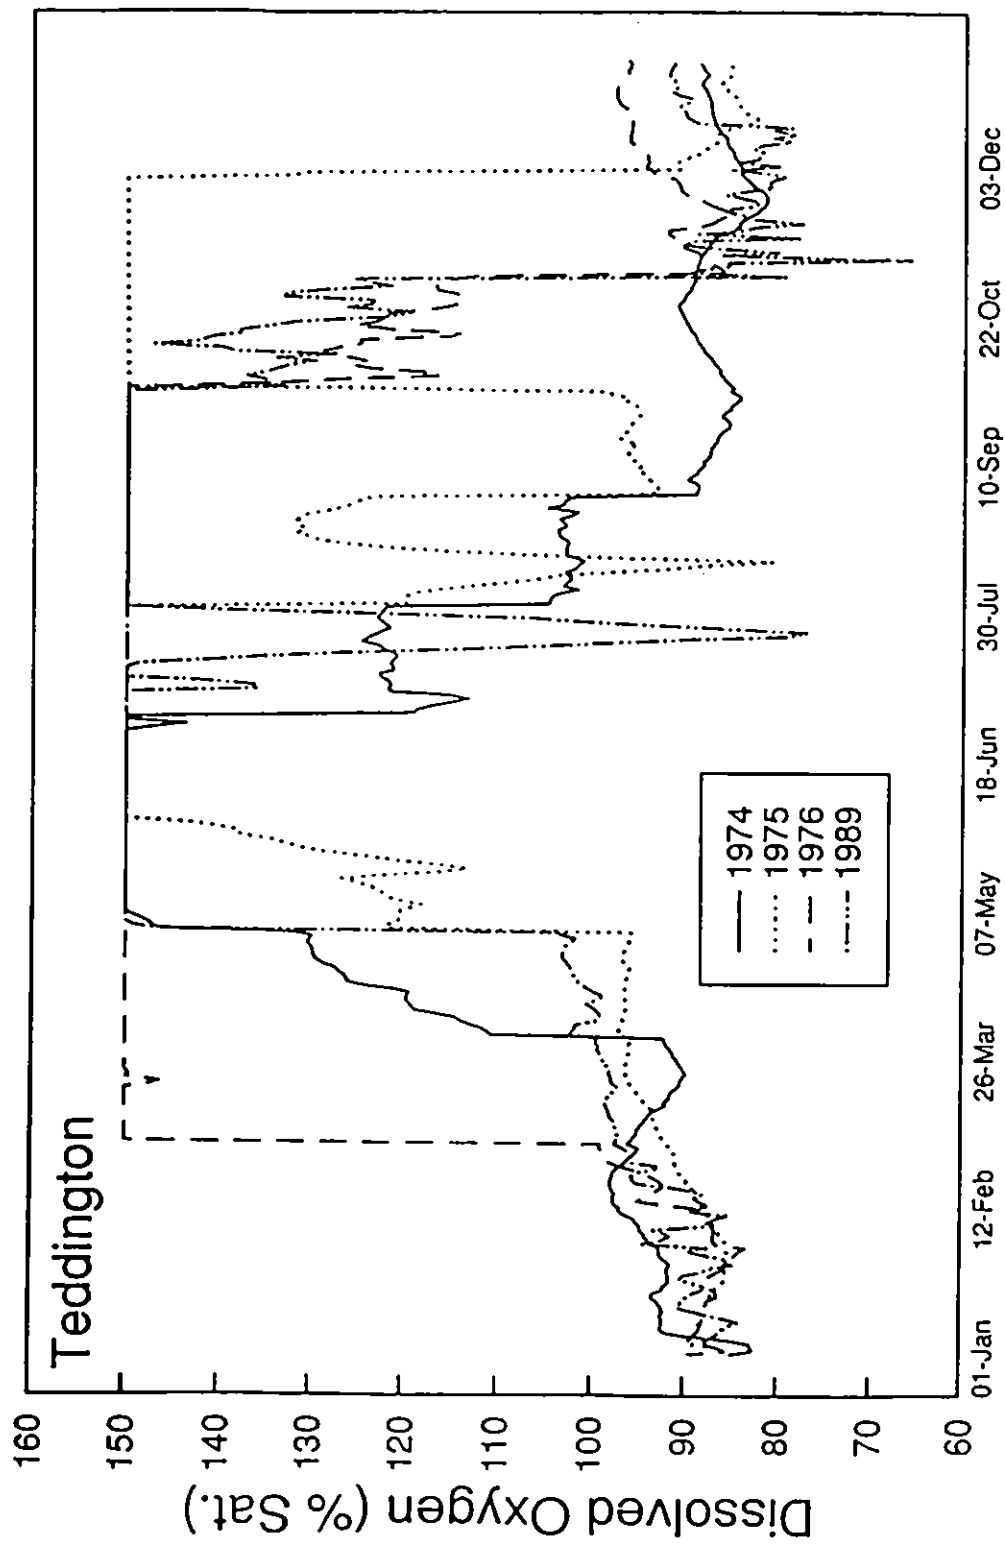 Teddington
Dissolved Oxygen (% Sat.)
160
150
140
130
120
110
100
90
80
70
60
01-Jan
12-Feb
26-Mar
07-May
18-Jun
30-Jul
10-Sep
22-Oct
03-Dec
1974
1975
1976
1989